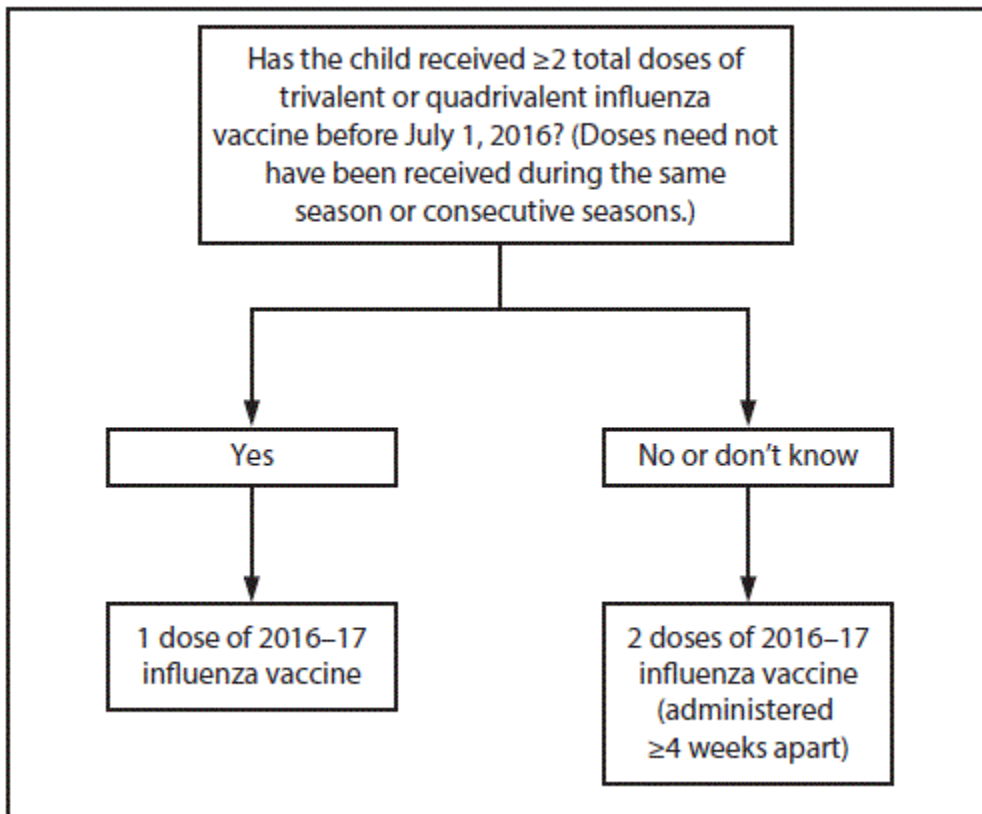 Has the child received ≥2 total doses of
trivalent or quadrivalent influenza
vaccine before July 1, 2016? (Doses need not
have been received during the same
season or consecutive seasons.)
Yes
No or don’t know
1 dose of 2016–17
influenza vaccine
2 doses of 2016–17
influenza vaccine
(administered
≥4 weeks apart)